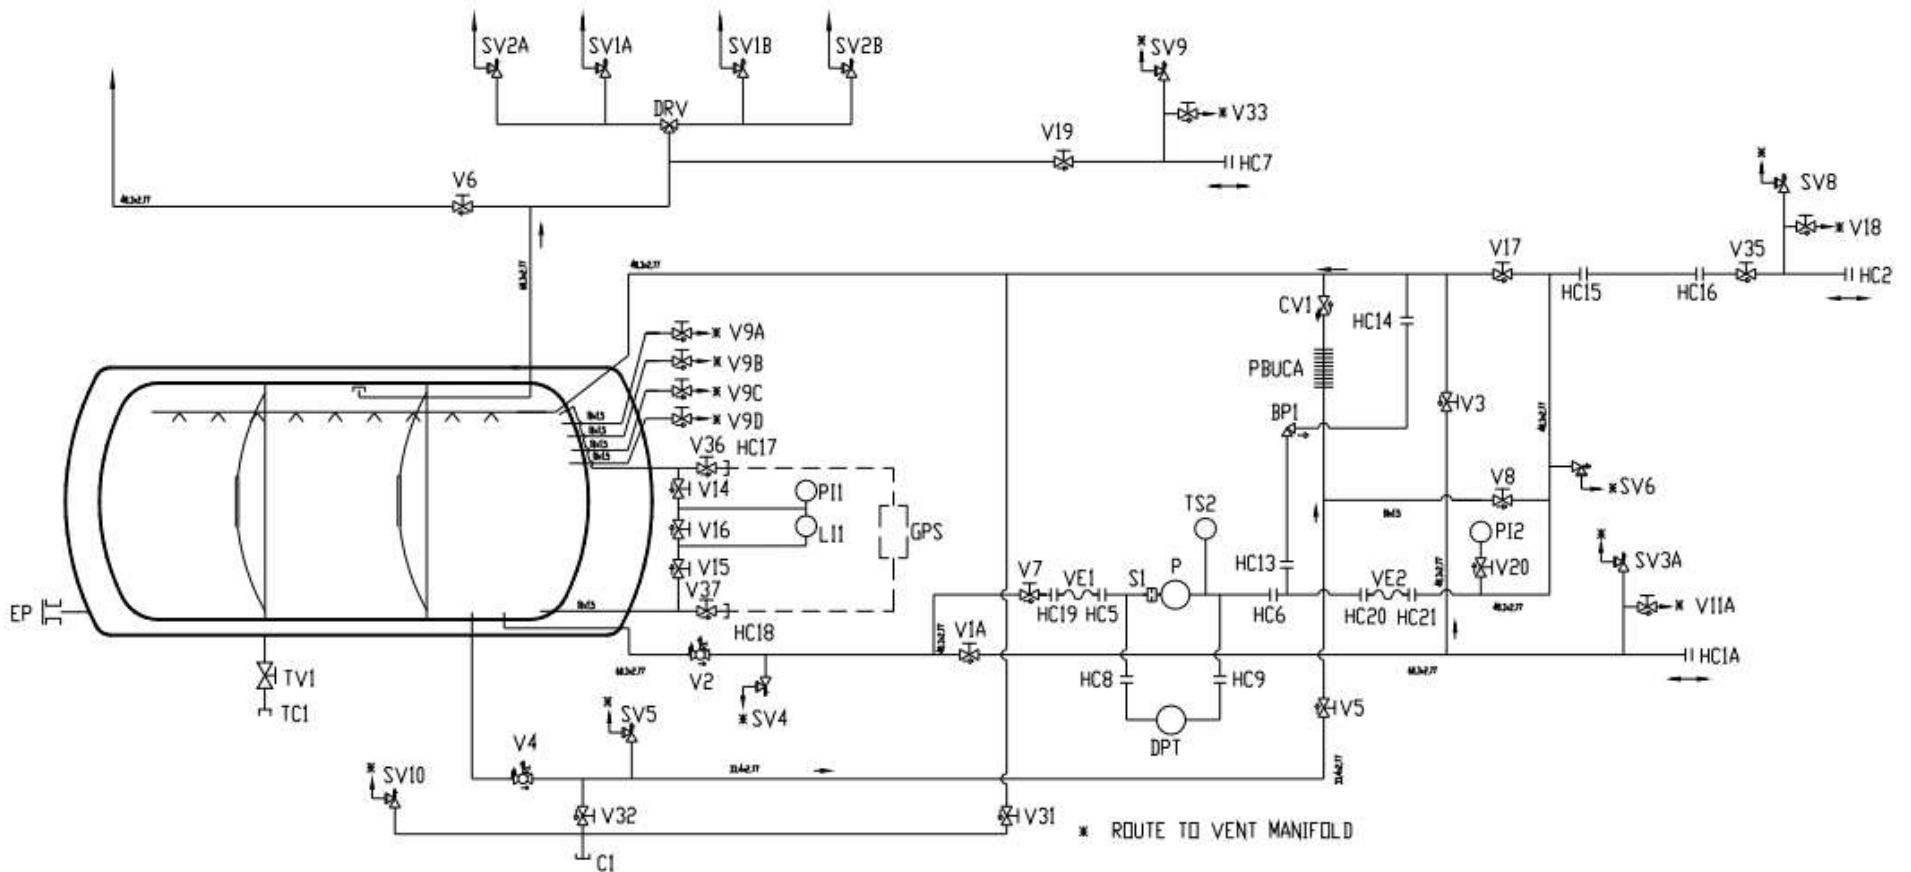 SV2A SV1A SV1B SV2B SV9
DRV
V33
V19
HC7
V6
SV8
V18
V17 V35
HC2
HC15 HC16
CV1
HC14
V9A
V9B
V9C
V9D
PBUCA
BP1
V3
V36 HC17
V14
PI1
V16
LI1
GPS
V15
V37
HC18
V8
SV6
TS2
PI2
V20
SV3A
V11A
V7
VE1
S1
P
HC13
VE2
HC19 HC5
HC6
HC20 HC21
EP
V1A
HC1A
V2
SV4
HC8
HC9
DPT
V5
TV1
TC1
SV5
V4
SV10
V32
V31
C1
* ROUTE TO VENT MANIFOLD